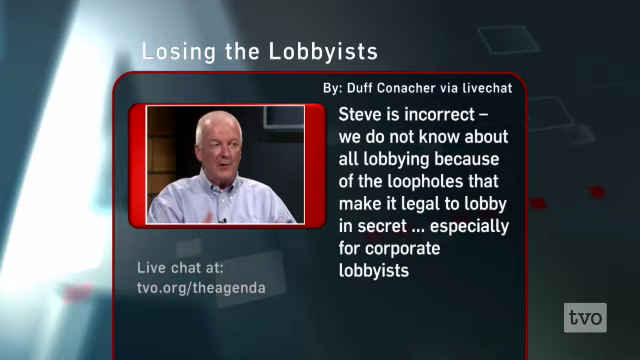 Losing the Lobbyists
By: Duff Conacher via livechat
Steve is incorrect –
we do not know about
all lobbying because
of the loopholes that
make it legal to lobby
in secret ... especially
for corporate
lobbyists
Live chat at:
tvo.org/theagenda
tvo